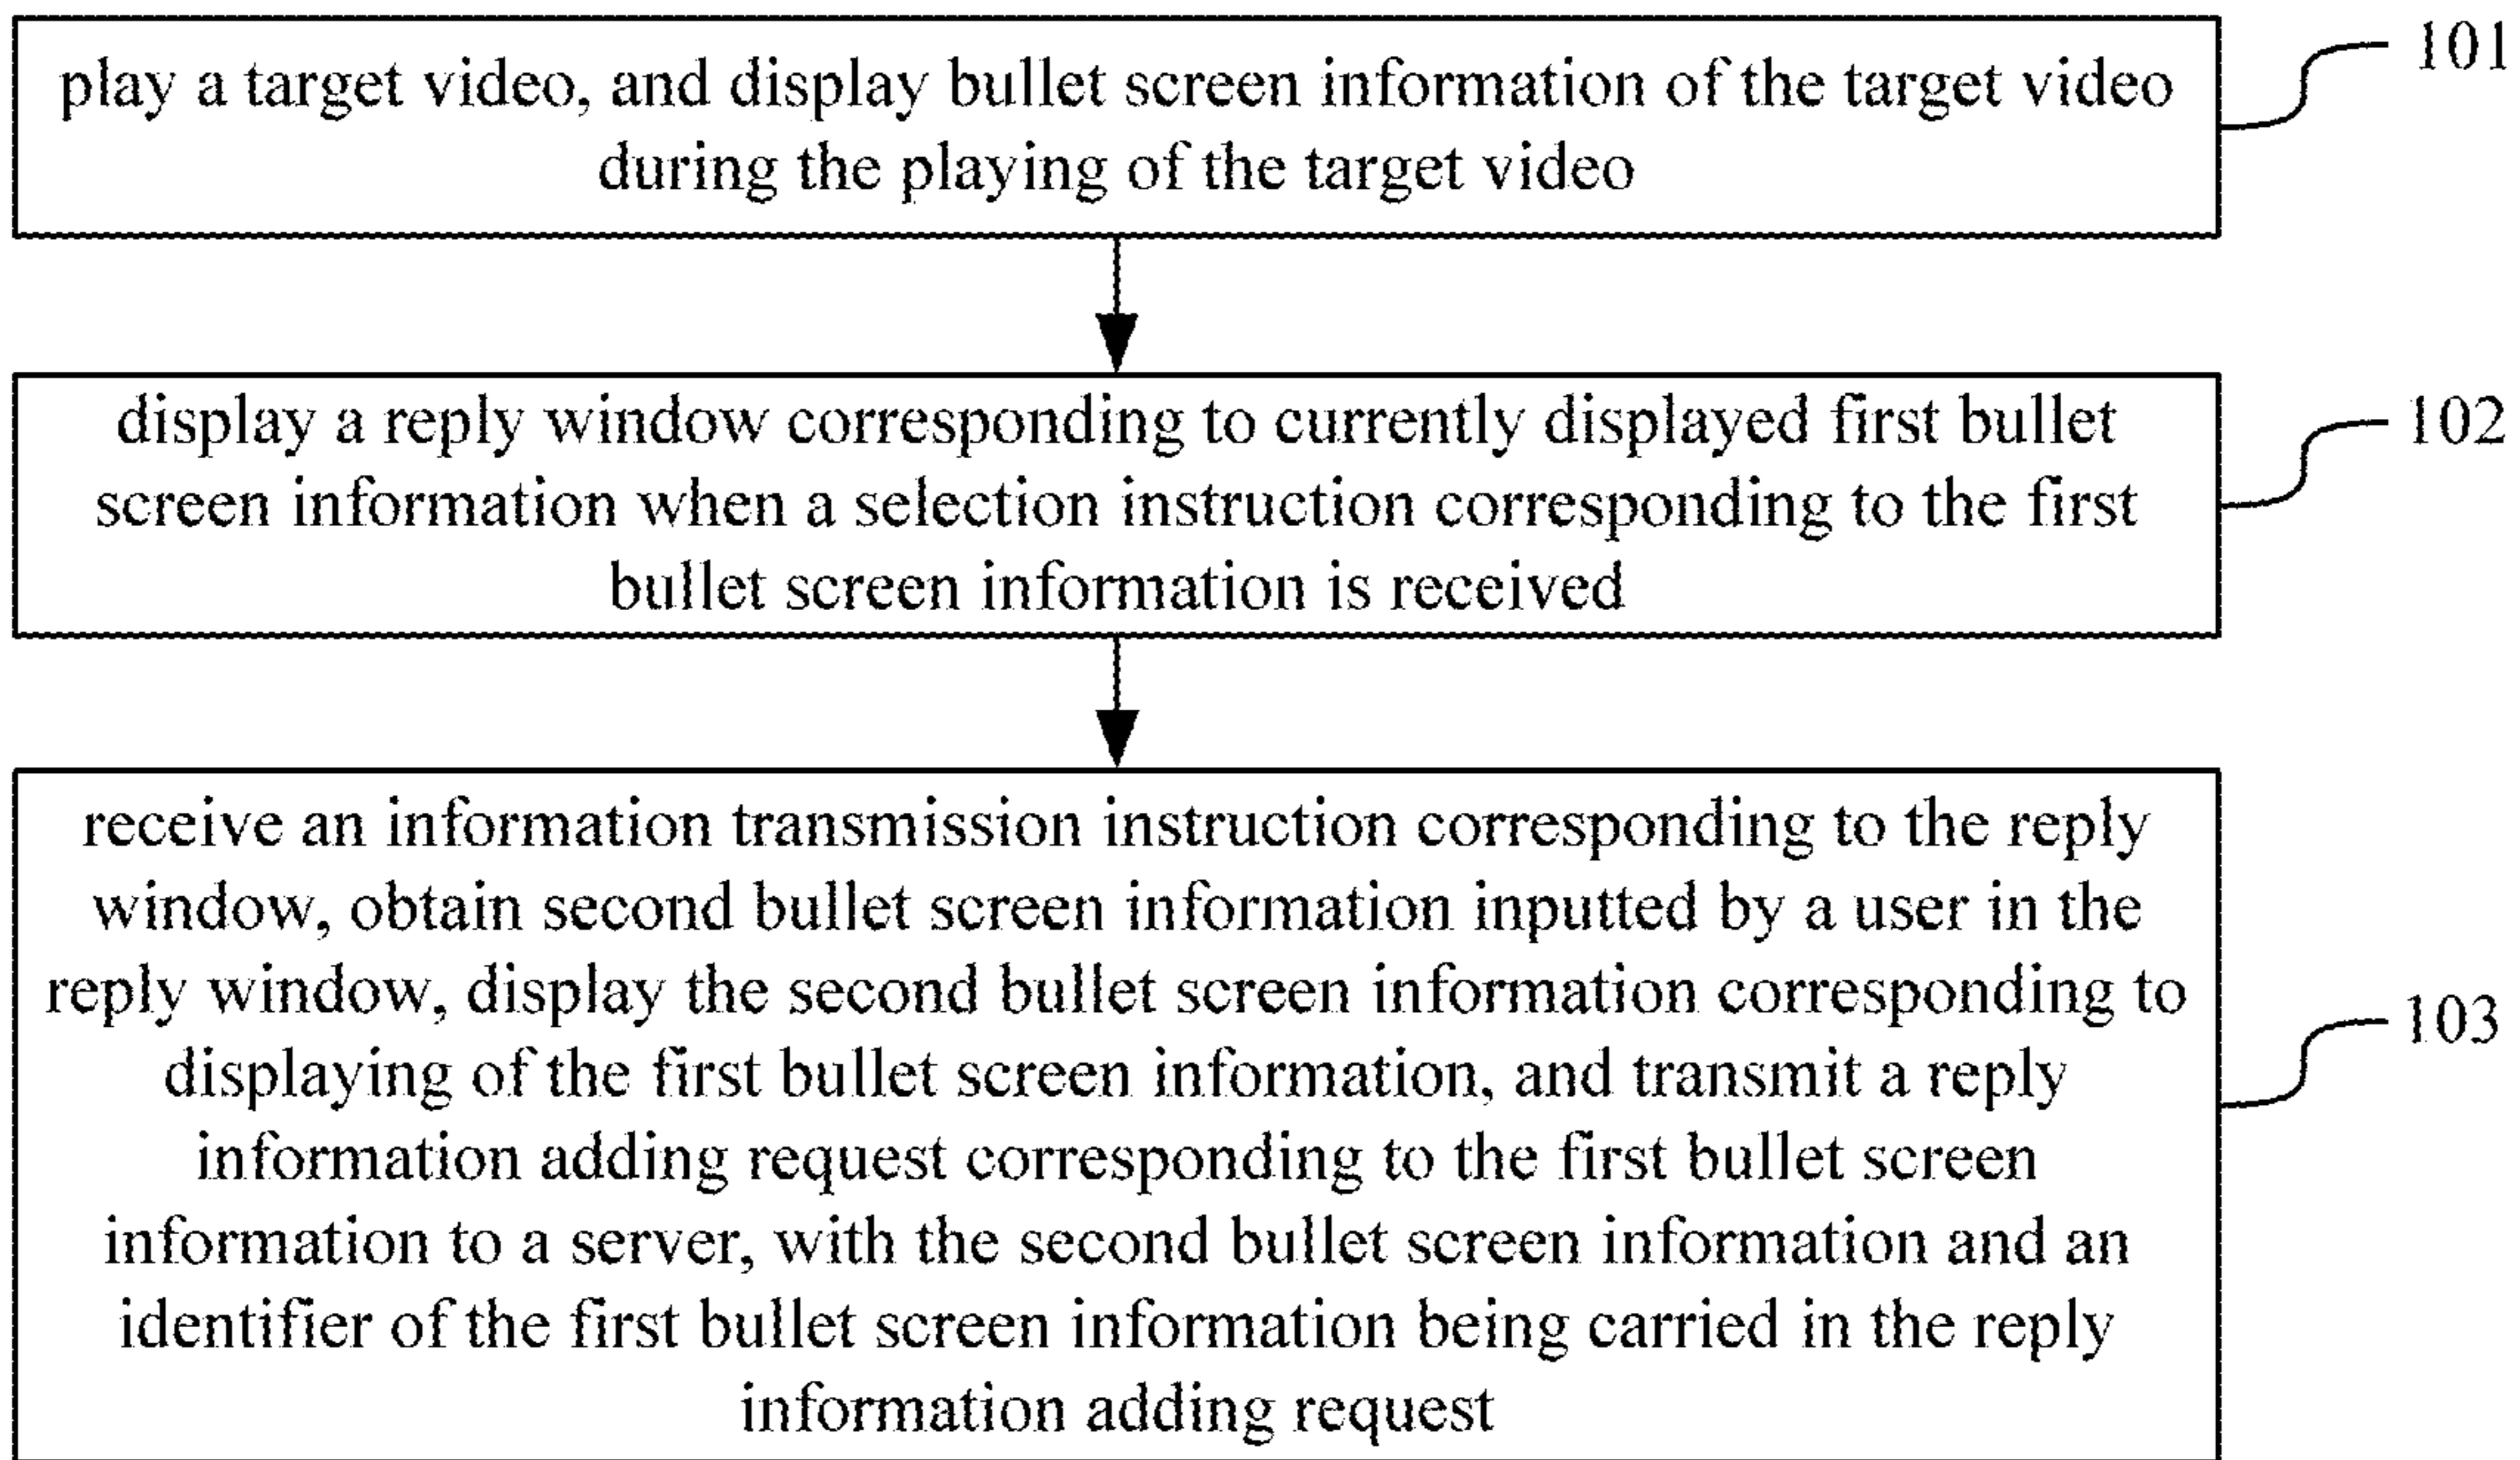 play a target video, and display bullet screen information of the target video
during the playing of the target video
101
display a reply window corresponding to currently displayed first bullet
screen information when a selection instruction corresponding to the first
bullet screen information is received
102
receive an information transmission instruction corresponding to the reply
window, obtain second bullet screen information inputted by a user in the
reply window, display the second bullet screen information corresponding to
displaying of the first bullet screen information, and transmit a reply
information adding request corresponding to the first bullet screen
information to a server, with the second bullet screen information and an
identifier of the first bullet screen information being carried in the reply
information adding request
103